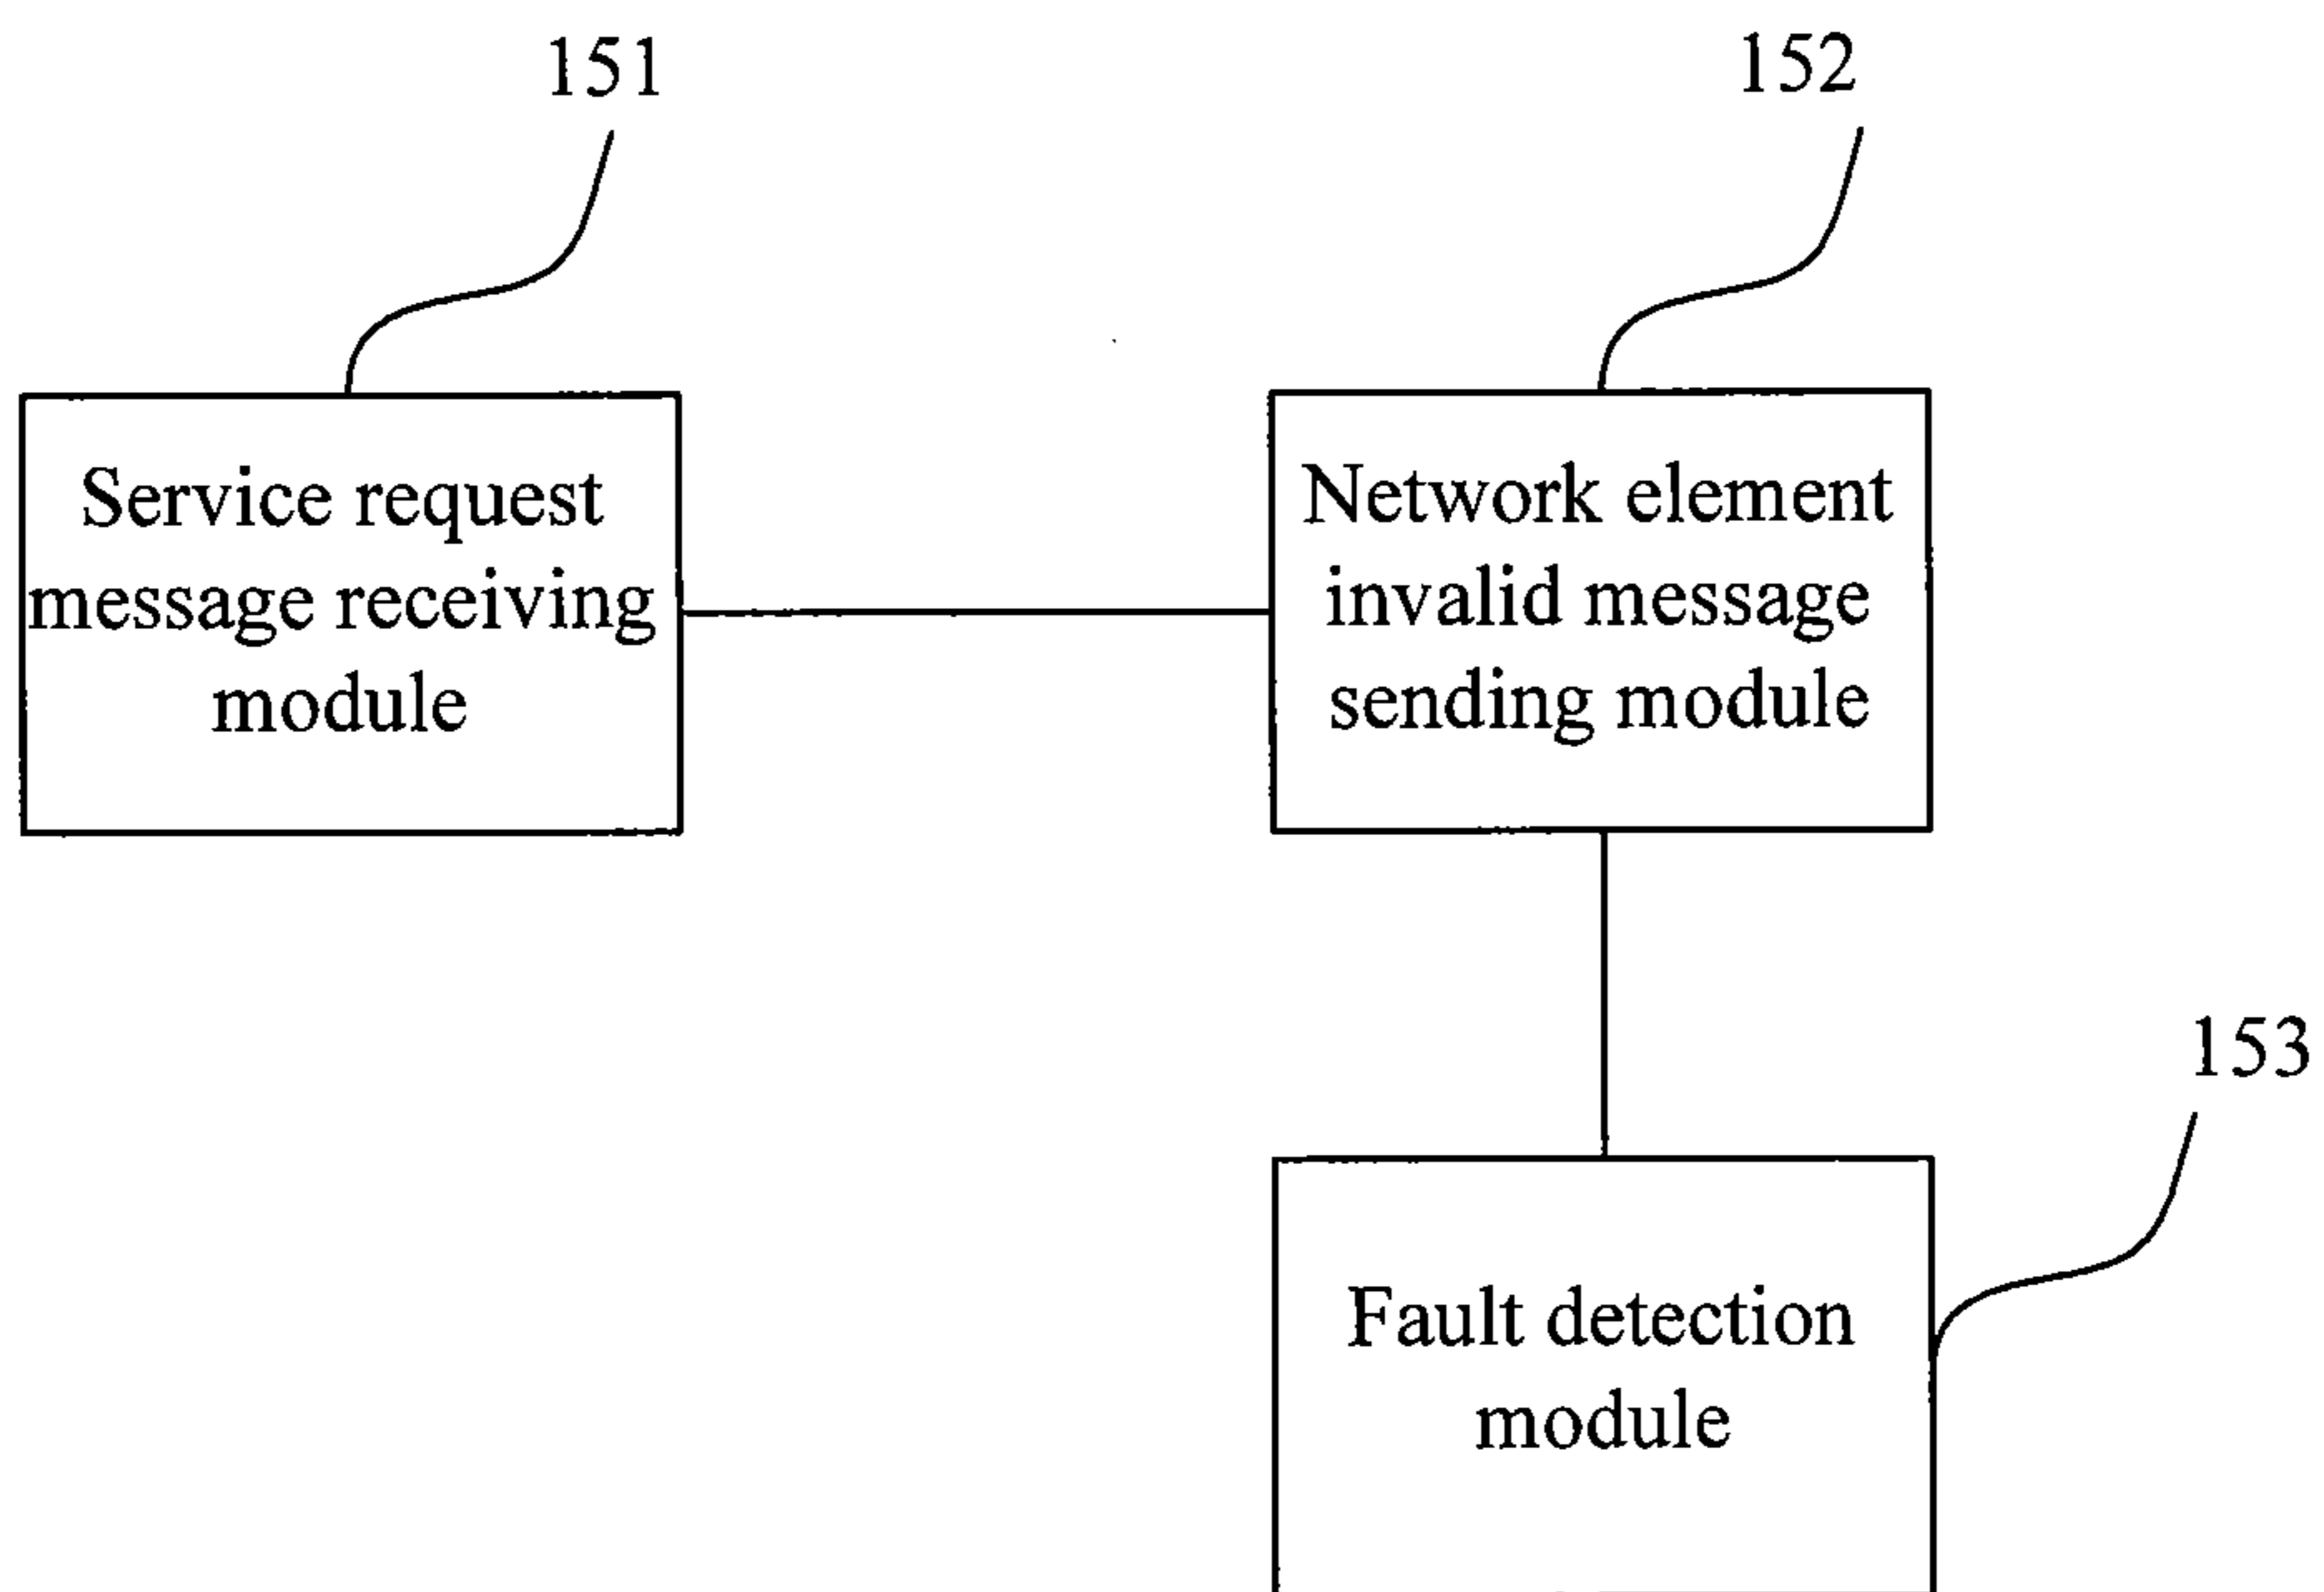 151
152
Service request
message receiving
module
Network element
invalid message
sending module
153
Fault detection
module